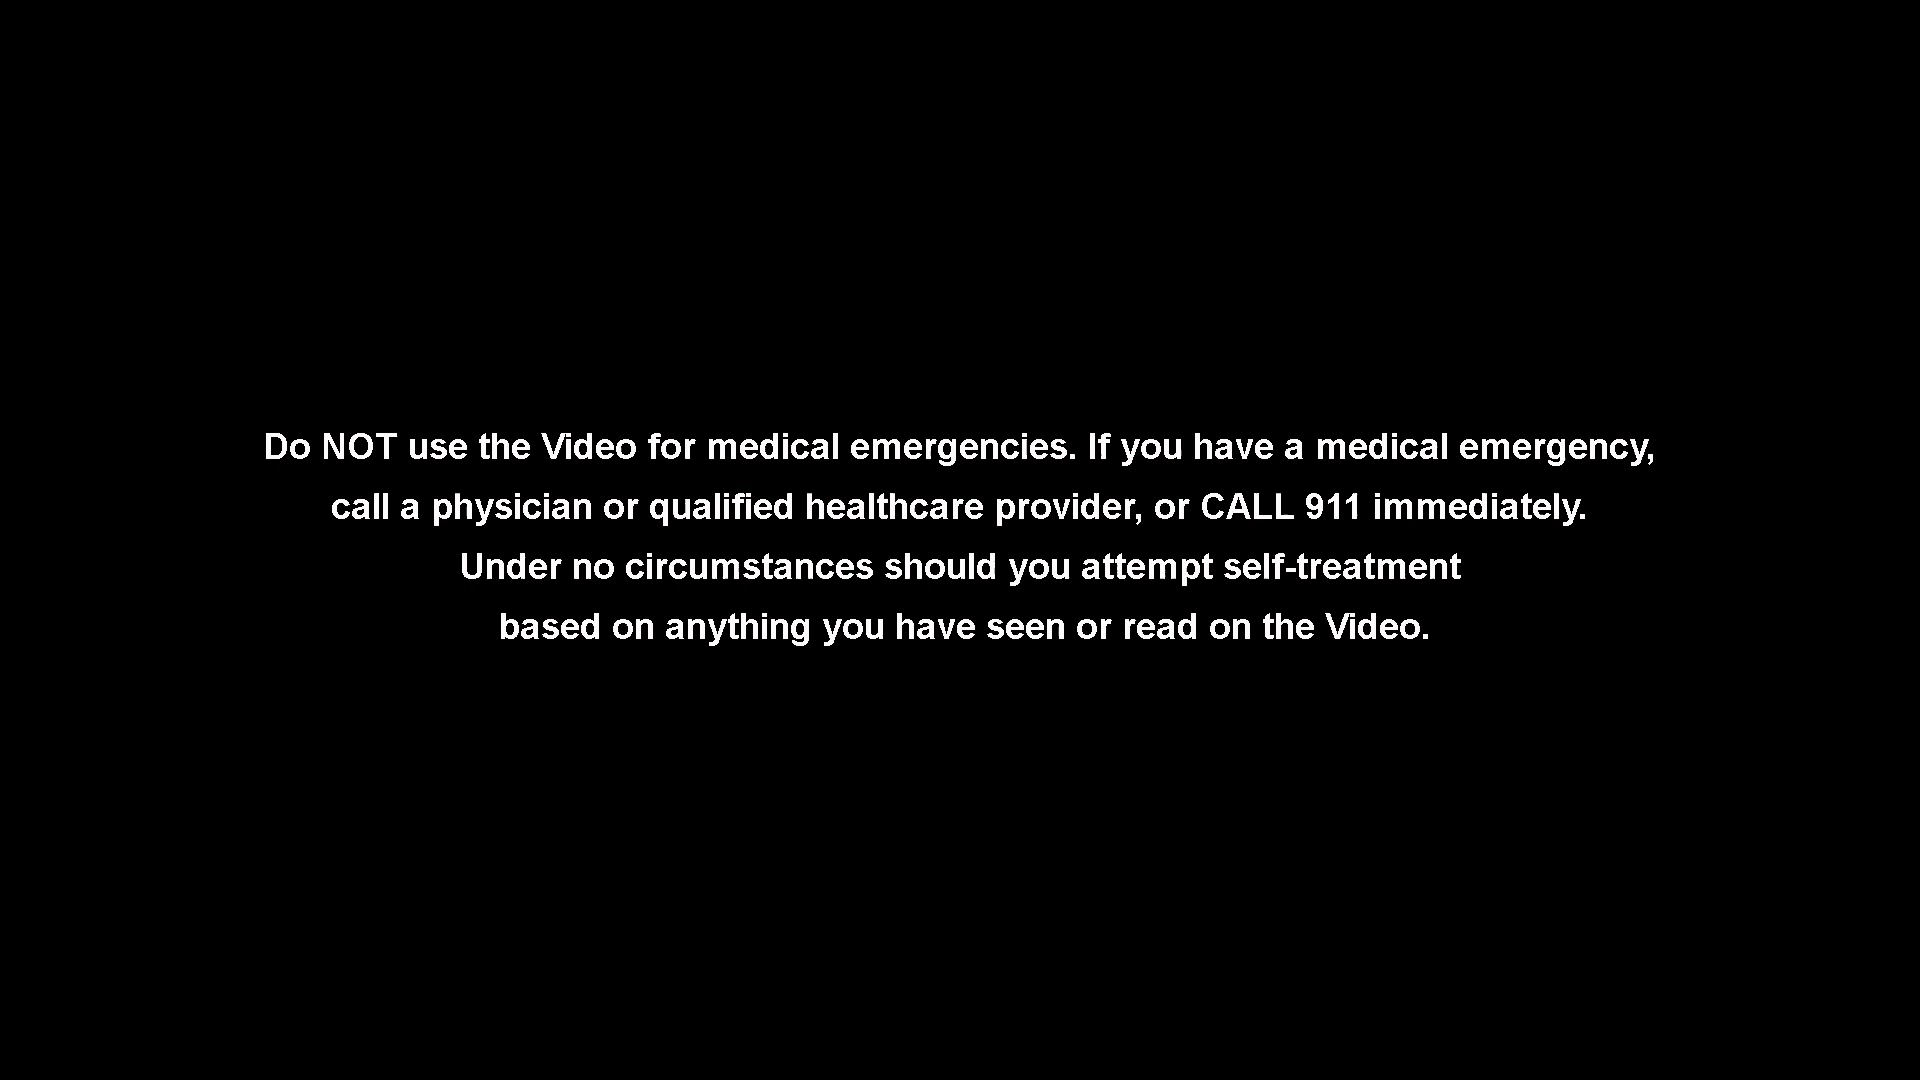 Do NOT use the Video for medical emergencies. If you have a medical emergency,
call a physician or qualified healthcare provider, or CALL 911 immediately.
Under no circumstances should you attempt self-treatment
based on anything you have seen or read on the Video.